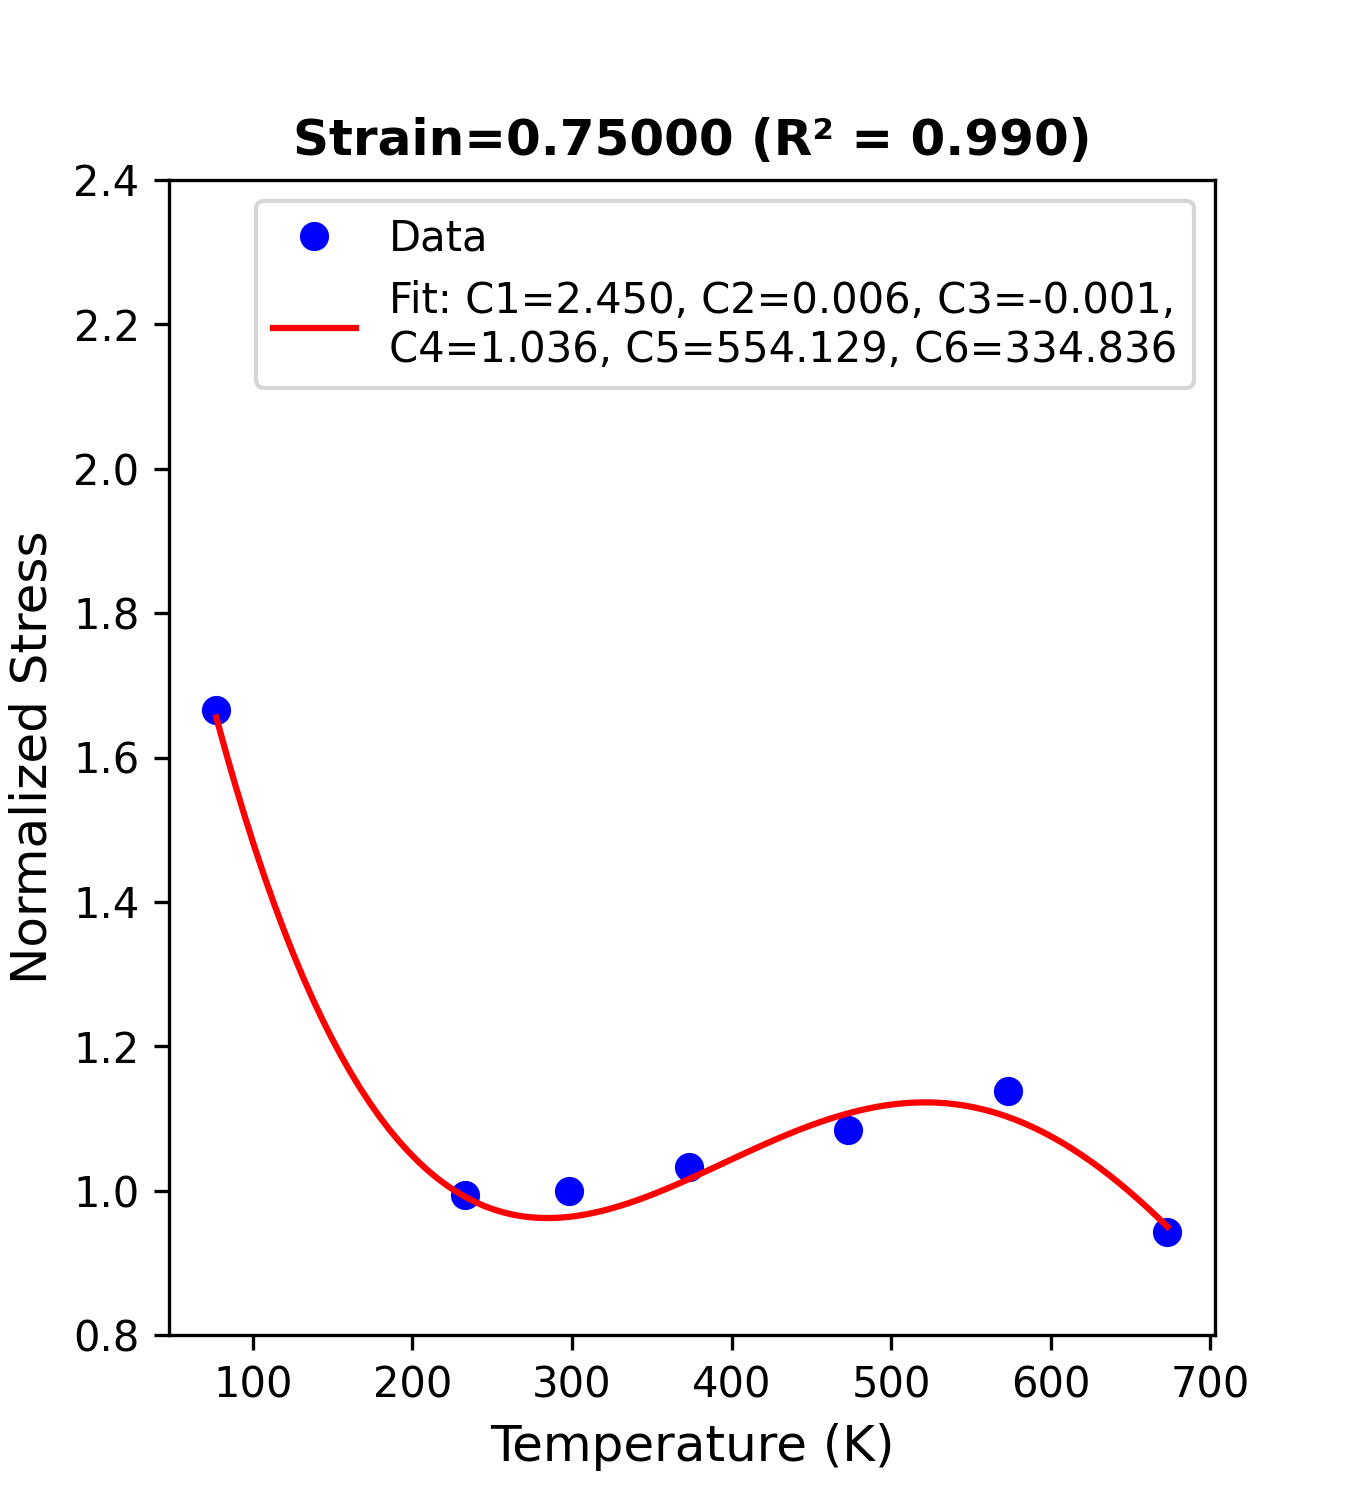 Strain=0.75000 (R² = 0.990)
Data
Fit: C1=2.450, C2=0.006, C3=-0.001,
C4=1.036, C5=554.129, C6=334.836
2.4
2.2
2.0
1.8
1.6
1.4
1.2
1.0
0.8
Normalized Stress
100 200 300 400 500 600 700
Temperature (K)